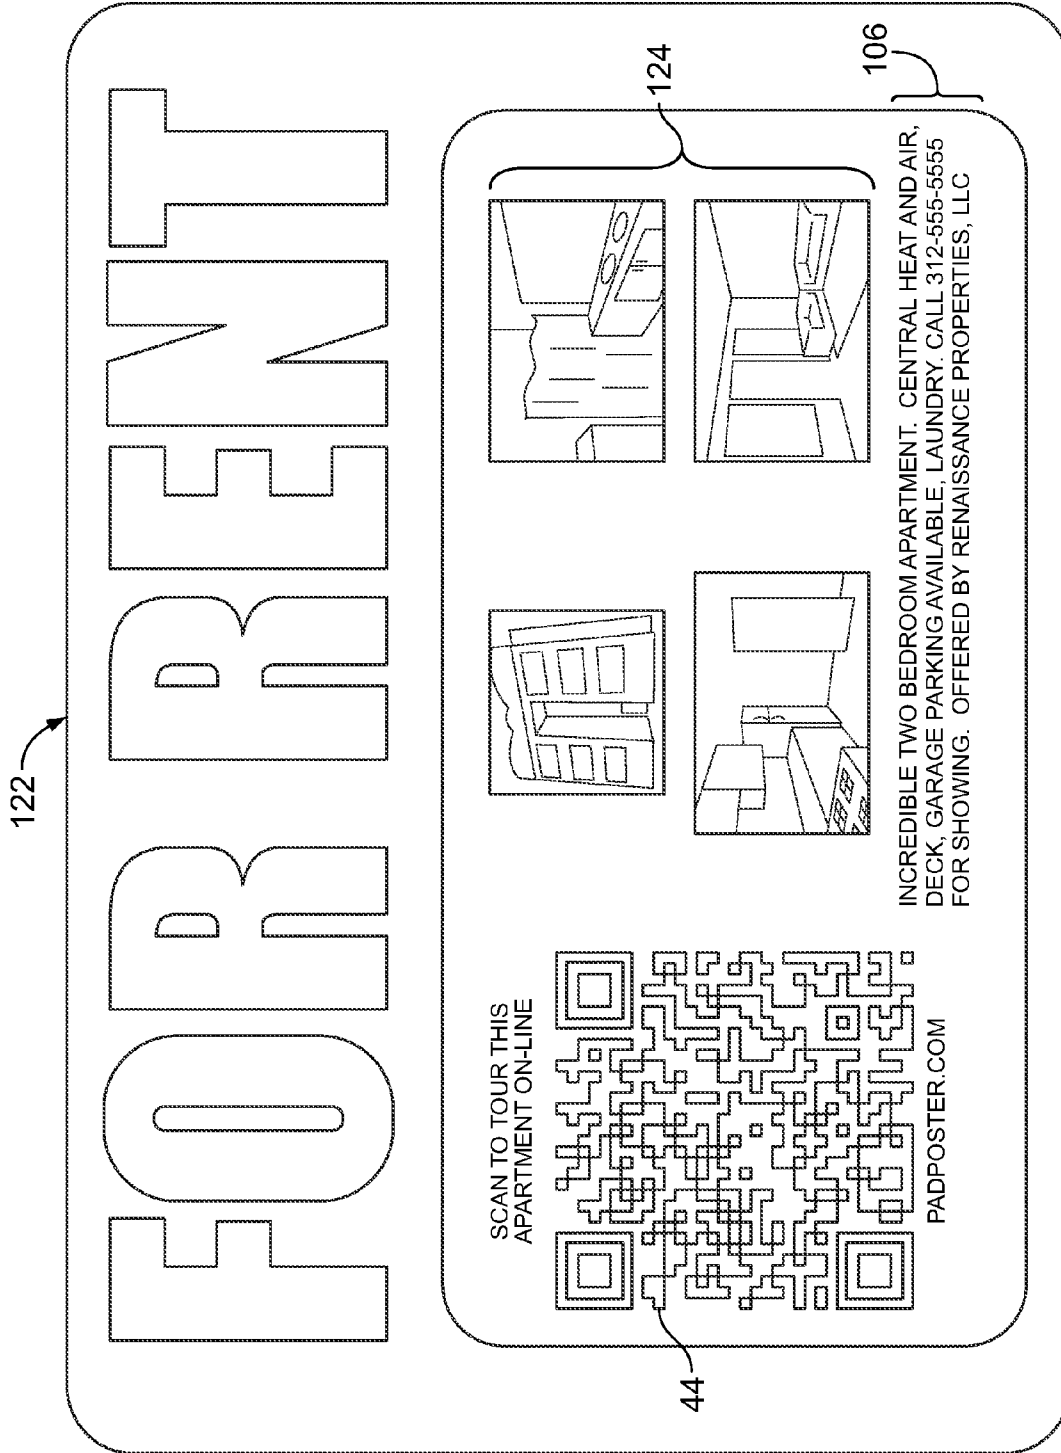 122
FOR RENT
SCAN TO TOUR THIS
APARTMENT ON-LINE
44
PADPOSTER.COM
124
INCREDIBLE TWO BEDROOM APARTMENT. CENTRAL HEAT AND AIR,
DECK, GARAGE PARKING AVAILABLE, LAUNDRY. CALL 312-555-5555
FOR SHOWING. OFFERED BY RENAISSANCE PROPERTIES, LLC
106